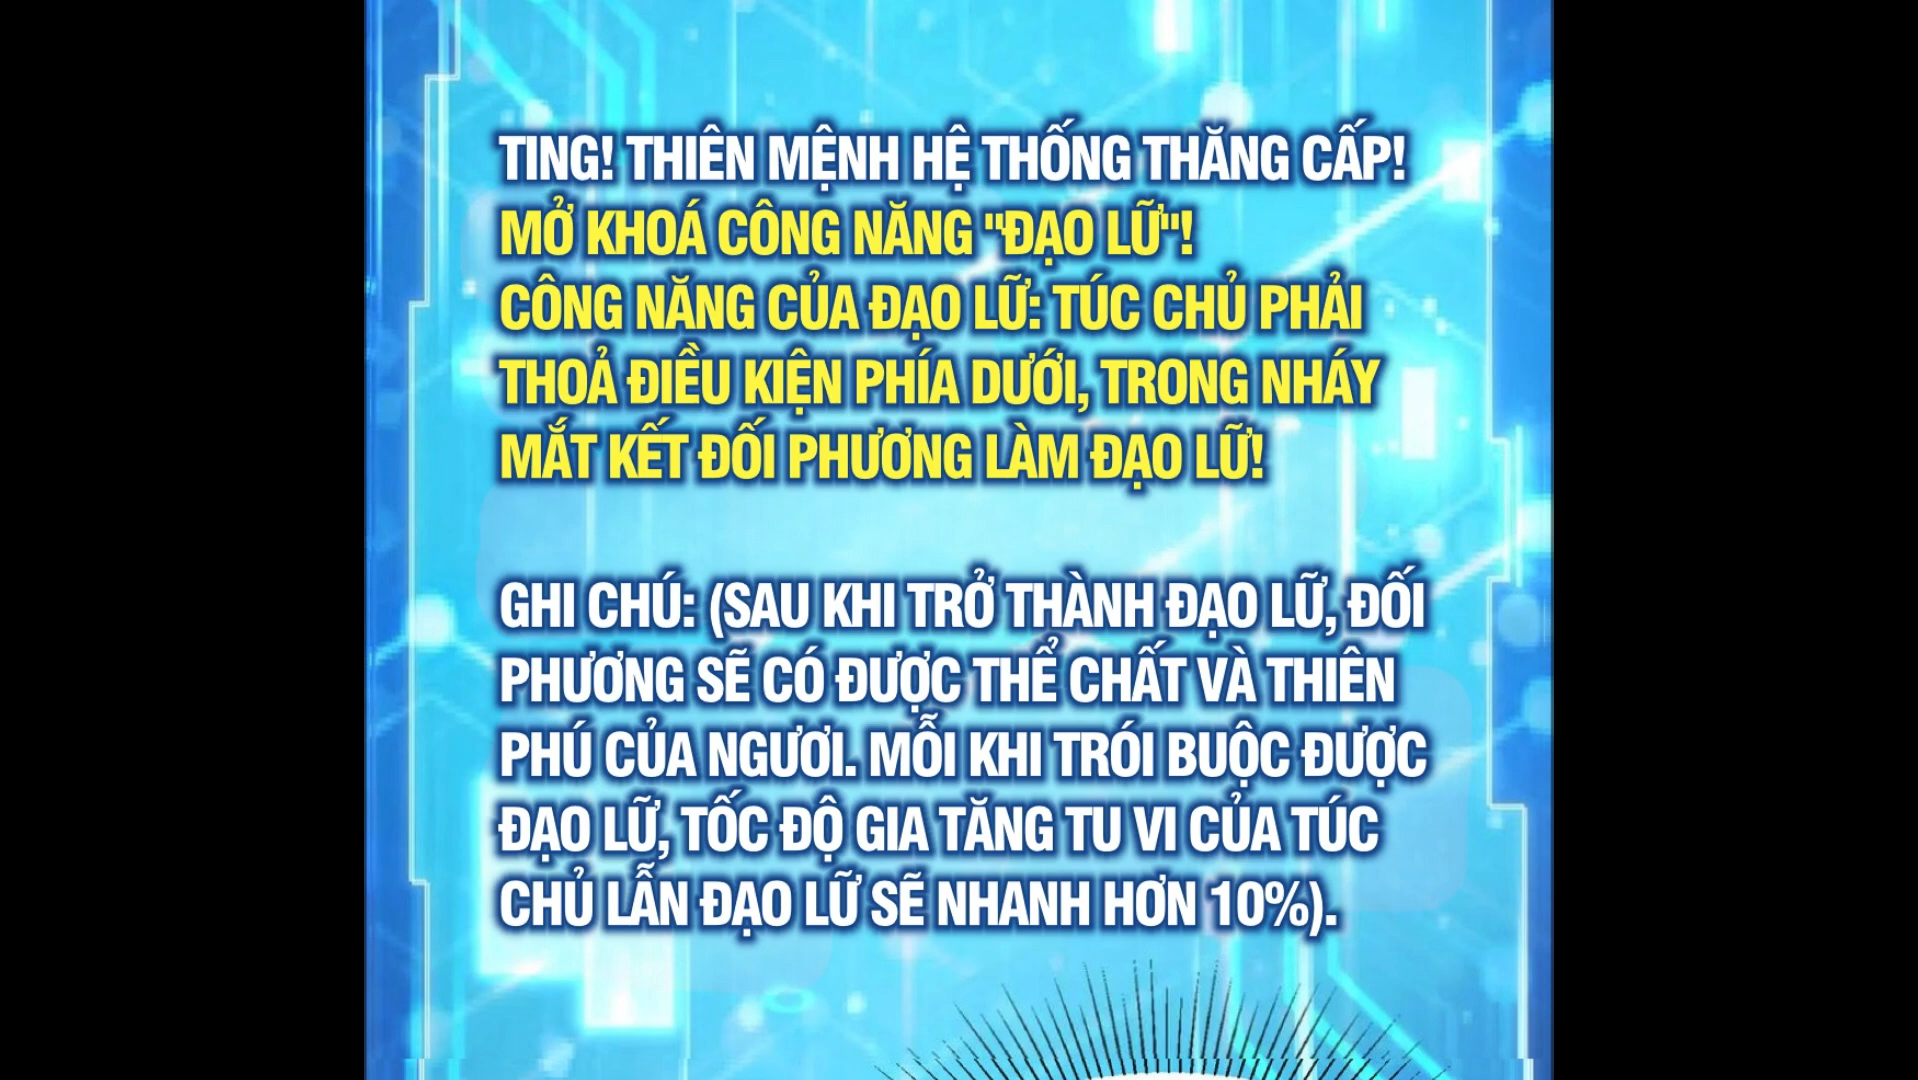 TING! THIÊN MỆNH HỆ THỐNG THĂNG CẤP!
MỞ KHOÁ CÔNG NĂNG "ĐẠO LỮ"!
CÔNG NĂNG CỦA ĐẠO LỮ: TÚC CHỦ PHẢI
THOẢ ĐIỀU KIỆN PHÍA DƯỚI, TRONG NHÁY
MẮT KẾT ĐỐI PHƯƠNG LÀM ĐẠO LỮ!
GHI CHÚ: (SAU KHI TRỞ THÀNH ĐẠO LỮ, ĐỐI
PHƯƠNG SẼ CÓ ĐƯỢC THỂ CHẤT VÀ THIÊN
PHÚ CỦA NGƯƠI. MỖI KHI TRÓI BUỘC ĐƯỢC
ĐẠO LỮ, TỐC ĐỘ GIA TĂNG TU VI CỦA TÚC
CHỦ LẪN ĐẠO LỮ SẼ NHANH HƠN 10%).